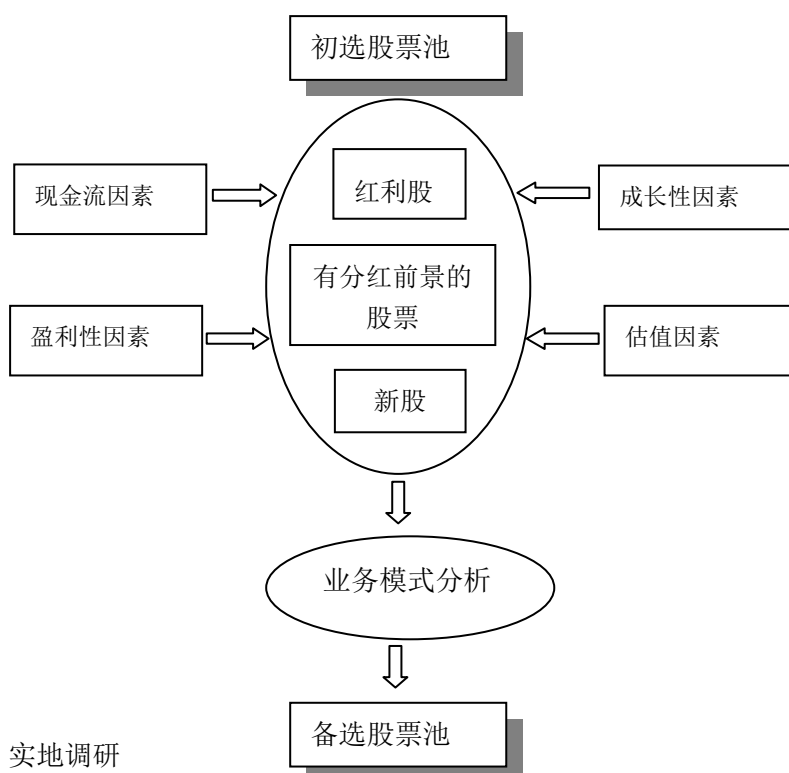 初选股票池
现金流因素
红利股
成长性因素
有分红前景的
股票
盈利性因素
估值因素
新股
业务模式分析
备选股票池
实地调研